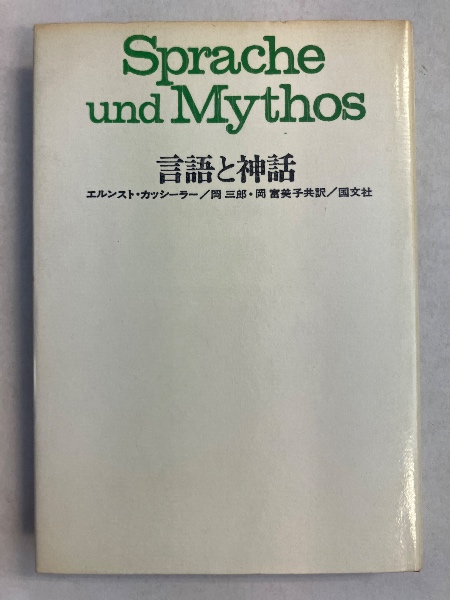 Sprache
und Mythos
言語と神話
エルンスト・カッシーラー/岡 三郎・岡 富美子共訳/国文社